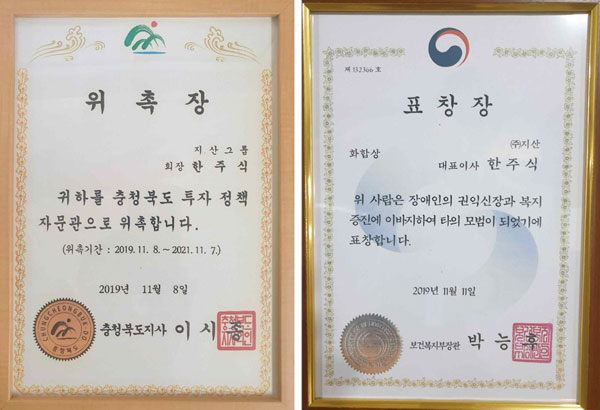 위 촉 장
지 산 그 룹
회장 한 주 식
귀하를 충청북도 투자 정책
자문관으로 위촉합니다.
(위촉기간 : 2019. 11. 8. ~ 2021. 11. 7.)
2019년 11월 8일
충청북도지사 이 시 종
CHUNGCHEONGBUK-DO
충청북도
제 152366 호
표 창 장
㈜지산
화합상
대표이사 한 주 식
위 사람은 장애인의 권익신장과 복지
증진에 이바지하여 타의 모범이 되었기에
표창합니다.
2019년 11월 11일
보건복지부장관 박 능 후